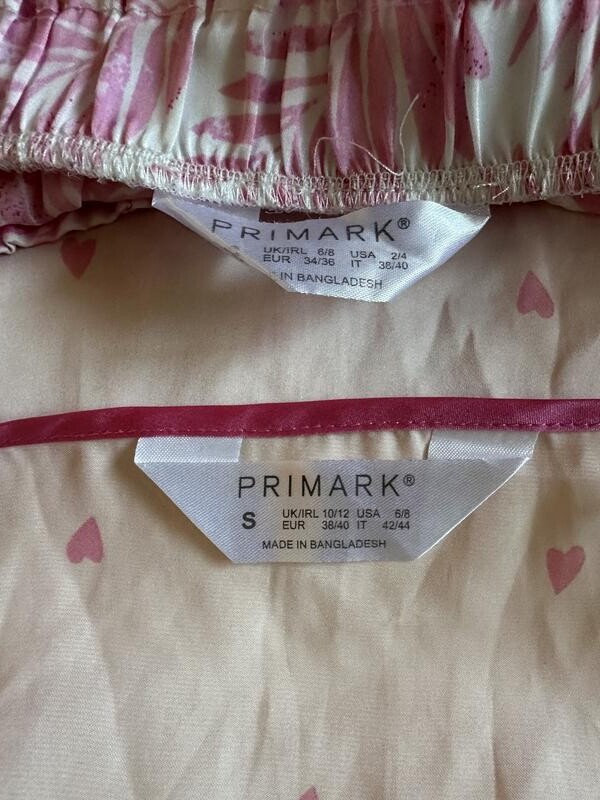 PRIMARK®
UK/IRL 6/8 USA 2/4
EUR 34/36 IT 38/40
IN BANGLADESH
PRIMARK®
S UK/IRL 10/12 USA 6/8
EUR 38/40 IT 42/44
MADE IN BANGLADESH